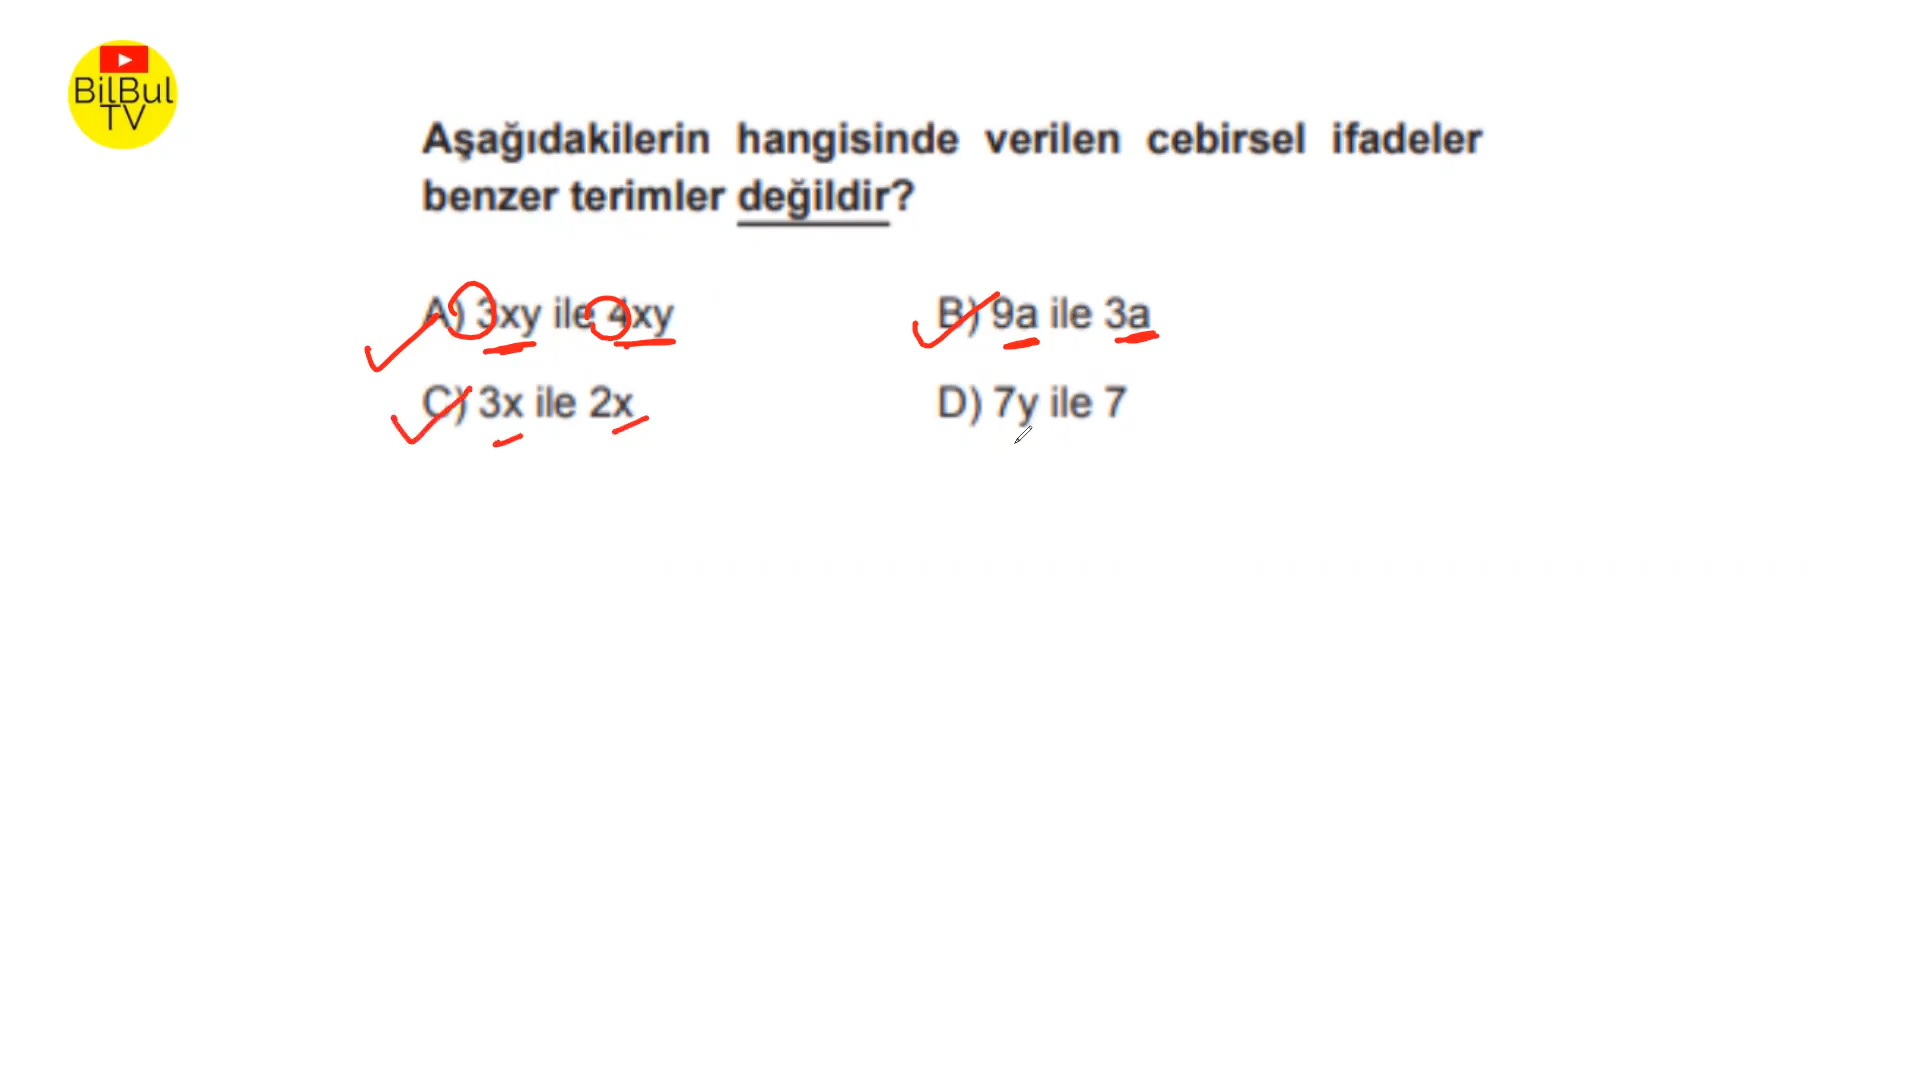 BilBul
TV
Aşağıdakilerin hangisinde verilen cebirsel ifadeler
benzer terimler değildir?
A) 3xy ile 4xy B) 9a ile 3a
C) 3x ile 2x D) 7y ile 7